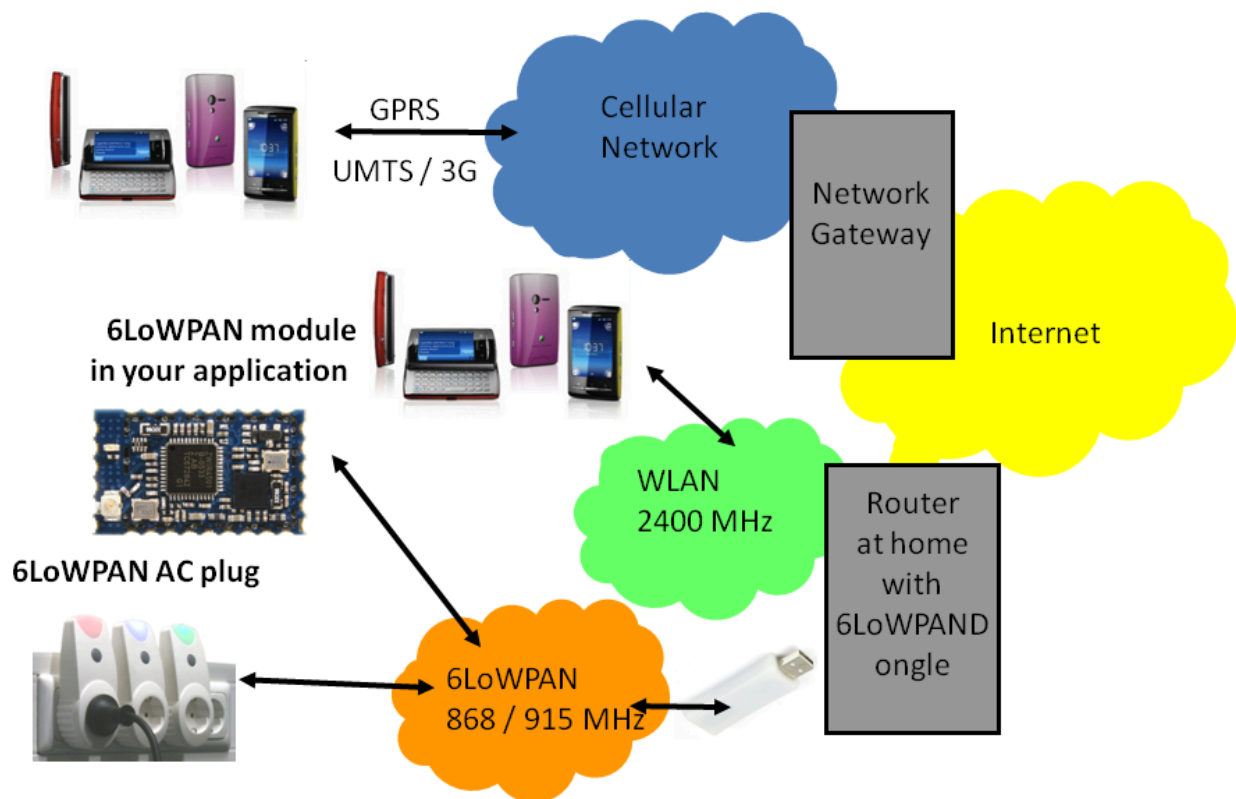 GPRS
UMTS / 3G
Cellular
Network
Network
Gateway
Internet
6LoWPAN module
in your application
WLAN
2400 MHz
Router
at home
with
6LoWPAND
ongle
6LoWPAN AC plug
6LoWPAN
868 / 915 MHz